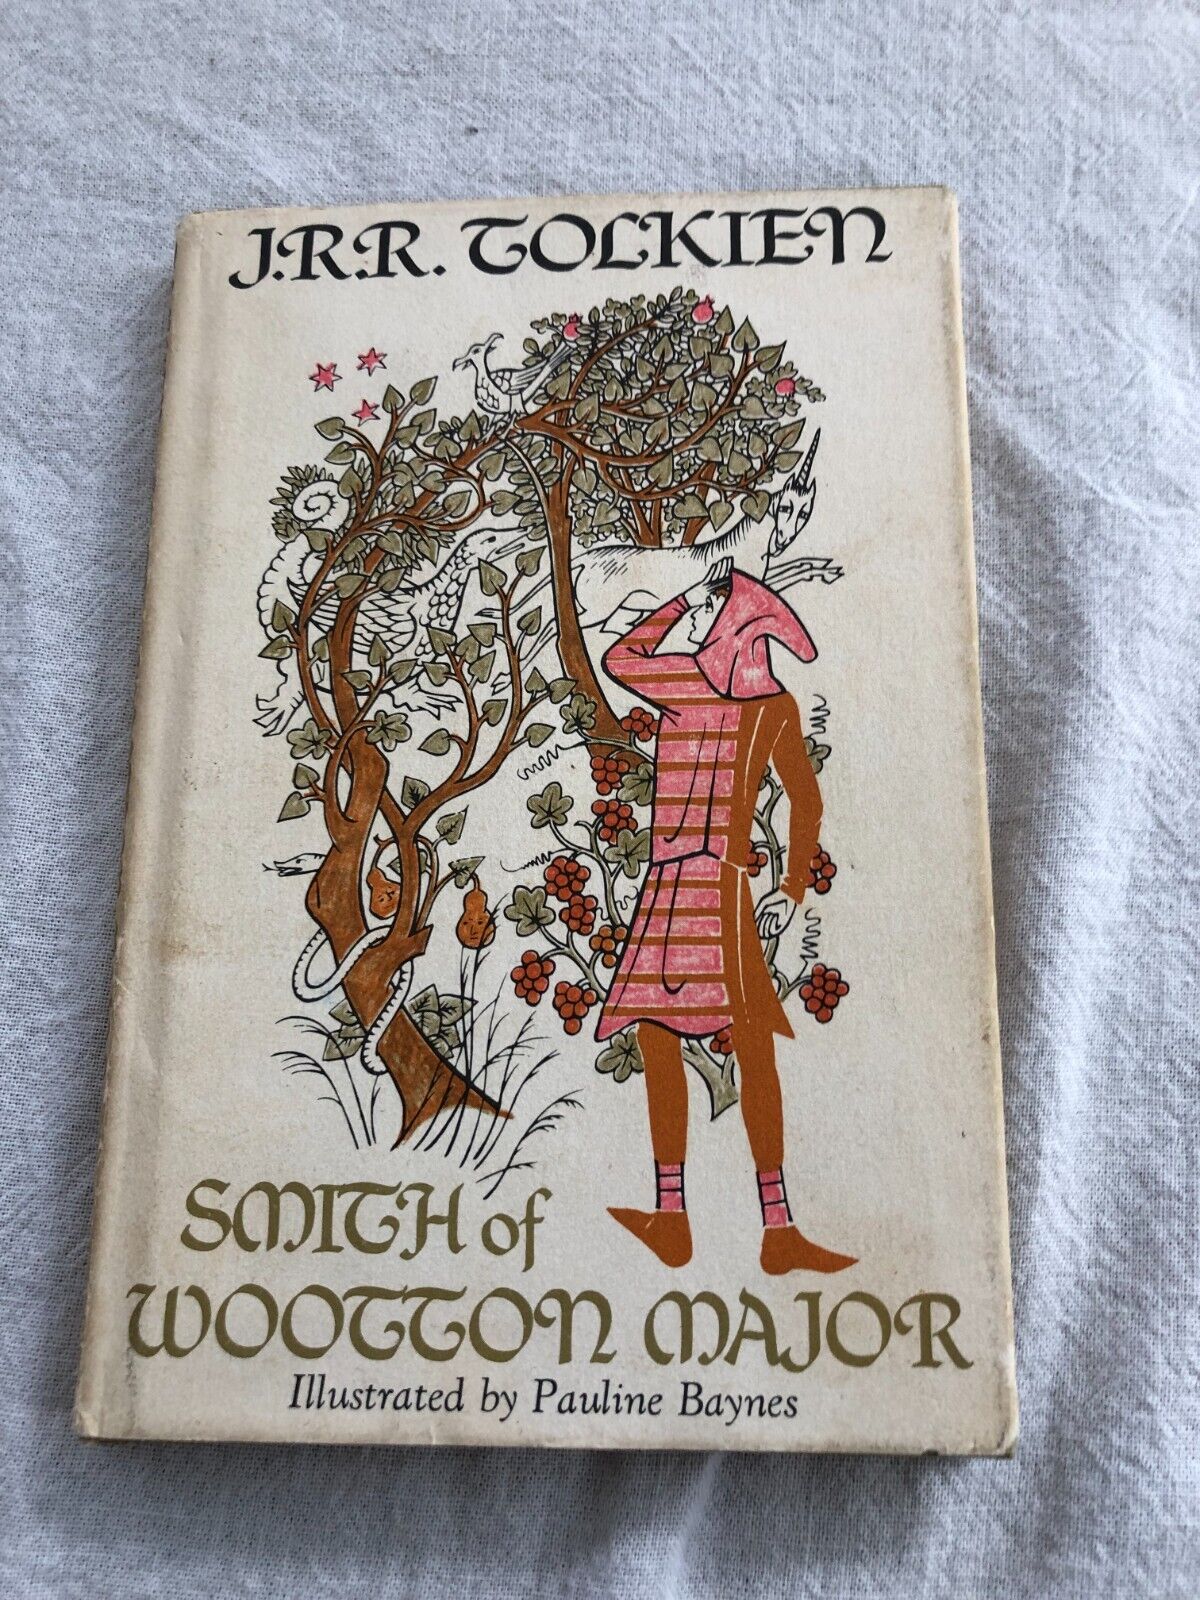 J.R.R. TOLKIEN
SMITH of
WOOTTON MAJOR
Illustrated by Pauline Baynes